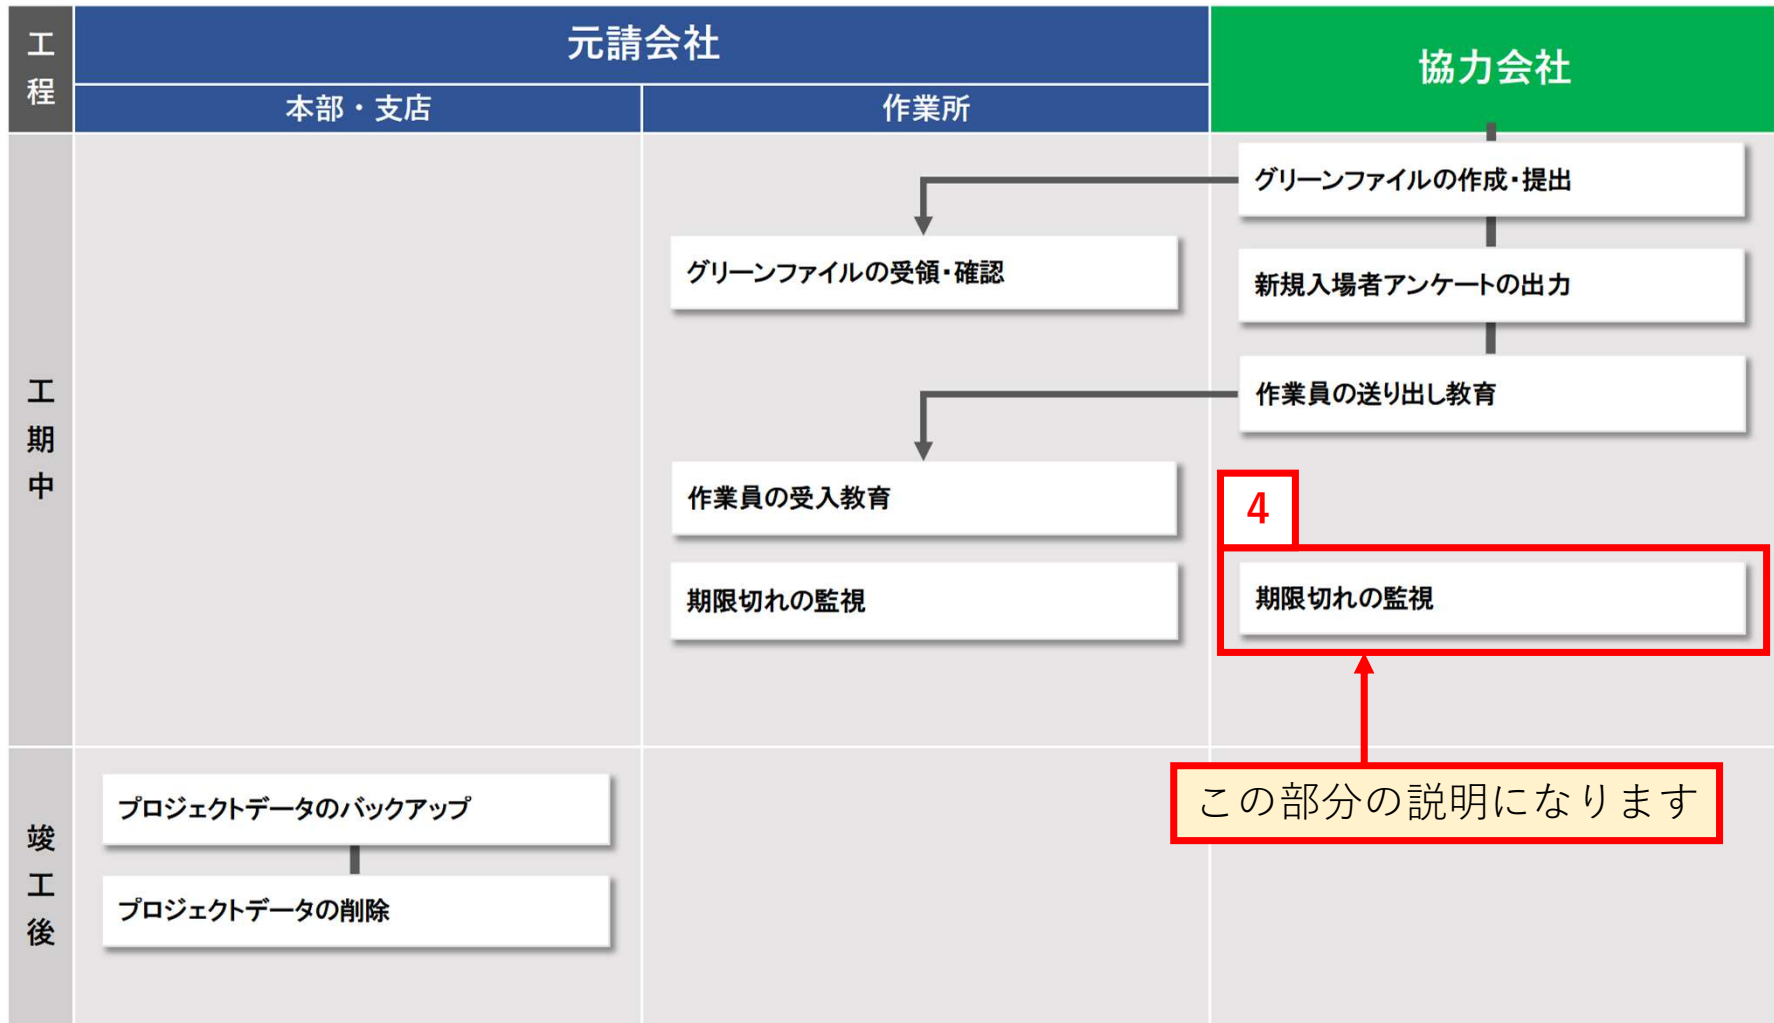 工程
元請会社
協力会社
本部・支店
作業所
工期中
グリーンファイルの作成・提出
グリーンファイルの受領・確認
新規入場者アンケートの出力
作業員の送り出し教育
作業員の受入教育
4
期限切れの監視
期限切れの監視
この部分の説明になります
竣工後
プロジェクトデータのバックアップ
プロジェクトデータの削除